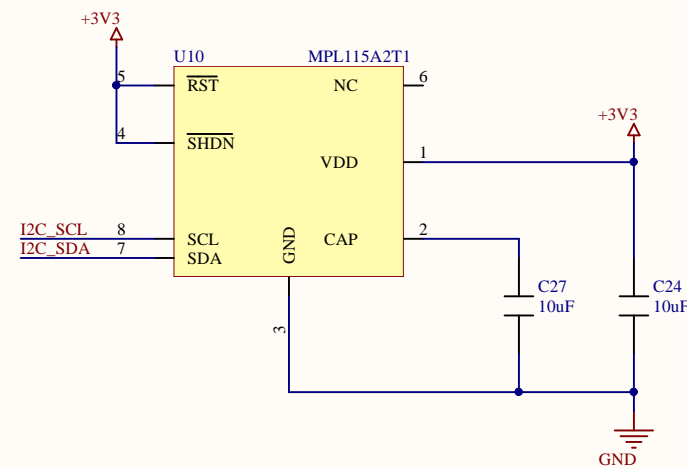 +3V3
U10 MPL115A2T1
5 RST NC 6
+3V3
4 SHDN
VDD 1
I2C_SCL 8 SCL GND CAP 2
I2C_SDA 7 SDA
C27 C24
10uF 10uF
3
GND